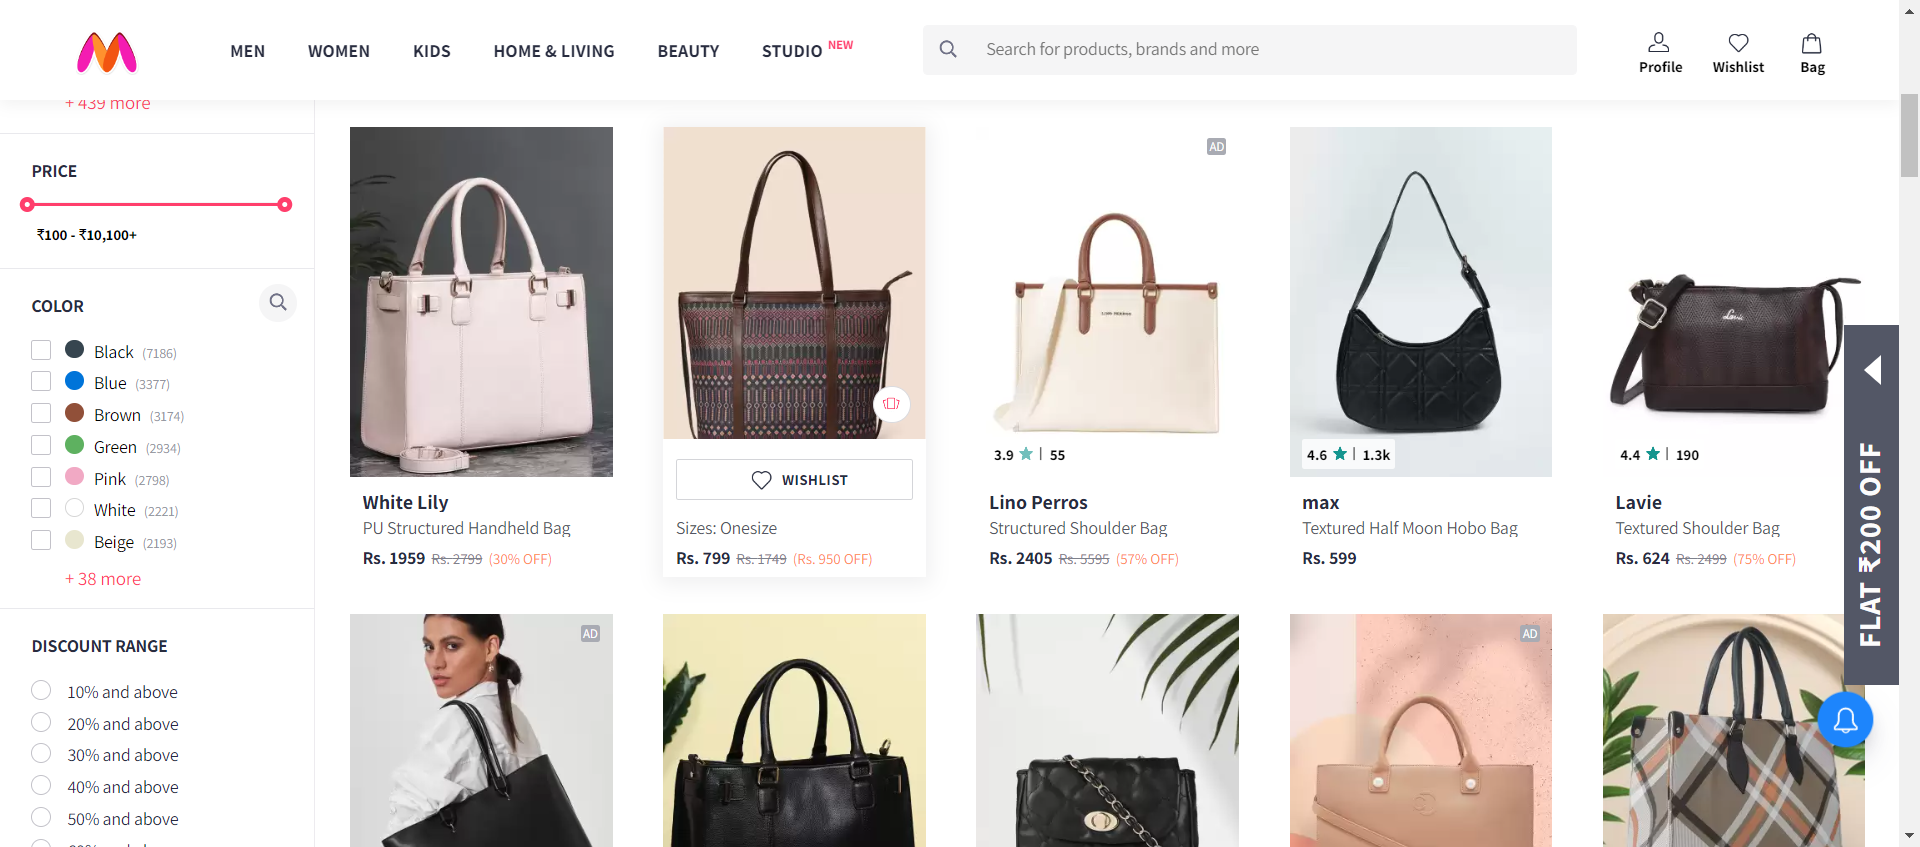 MEN WOMEN KIDS HOME & LIVING BEAUTY STUDIO NEW
Search for products, brands and more
Profile Wishlist Bag
+ 439 more
PRICE
₹100 - ₹10,100+
COLOR
Black (7186)
Blue (3377)
Brown (3174)
Green (2934)
Pink (2798)
White (2221)
Beige (2193)
+ 38 more
DISCOUNT RANGE
10% and above
20% and above
30% and above
40% and above
50% and above
White Lily
PU Structured Handheld Bag
Rs. 1959 Rs. 2799 (30% OFF)
WISHLIST
Sizes: Onesize
Rs. 799 Rs. 1749 (Rs. 950 OFF)
AD
LINO PERROS
3.9 | 55
Lino Perros
Structured Shoulder Bag
Rs. 2405 Rs. 5595 (57% OFF)
4.6 | 1.3k
max
Textured Half Moon Hobo Bag
Rs. 599
Lavie
4.4 | 190
Lavie
Textured Shoulder Bag
Rs. 624 Rs. 2499 (75% OFF)
FLAT ₹200 OFF
AD
AD